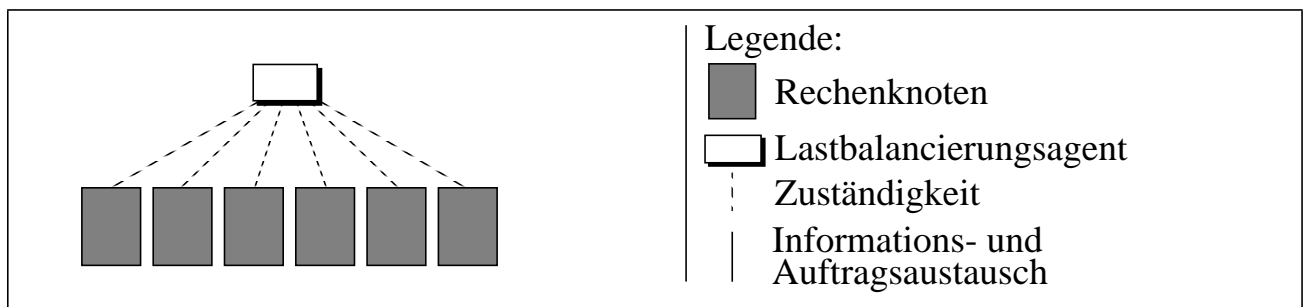 Legende:
Rechenknoten
Lastbalancierungsagent
Zuständigkeit
Informations- und
Auftragsaustausch